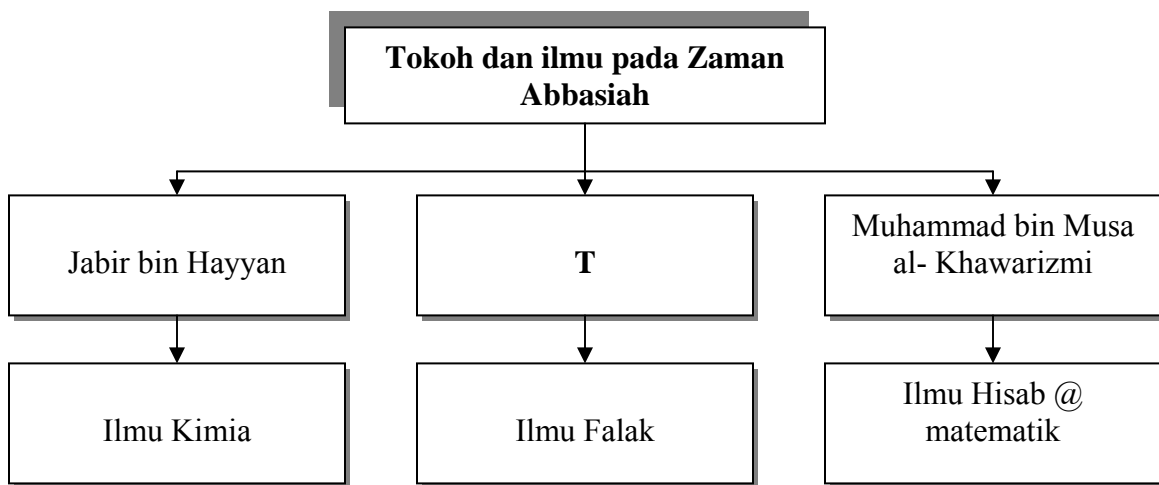 Tokoh dan ilmu pada Zaman
Abbasiah
Jabir bin Hayyan
T
Muhammad bin Musa
al- Khawarizmi
Ilmu Kimia
Ilmu Falak
Ilmu Hisab @
matematik